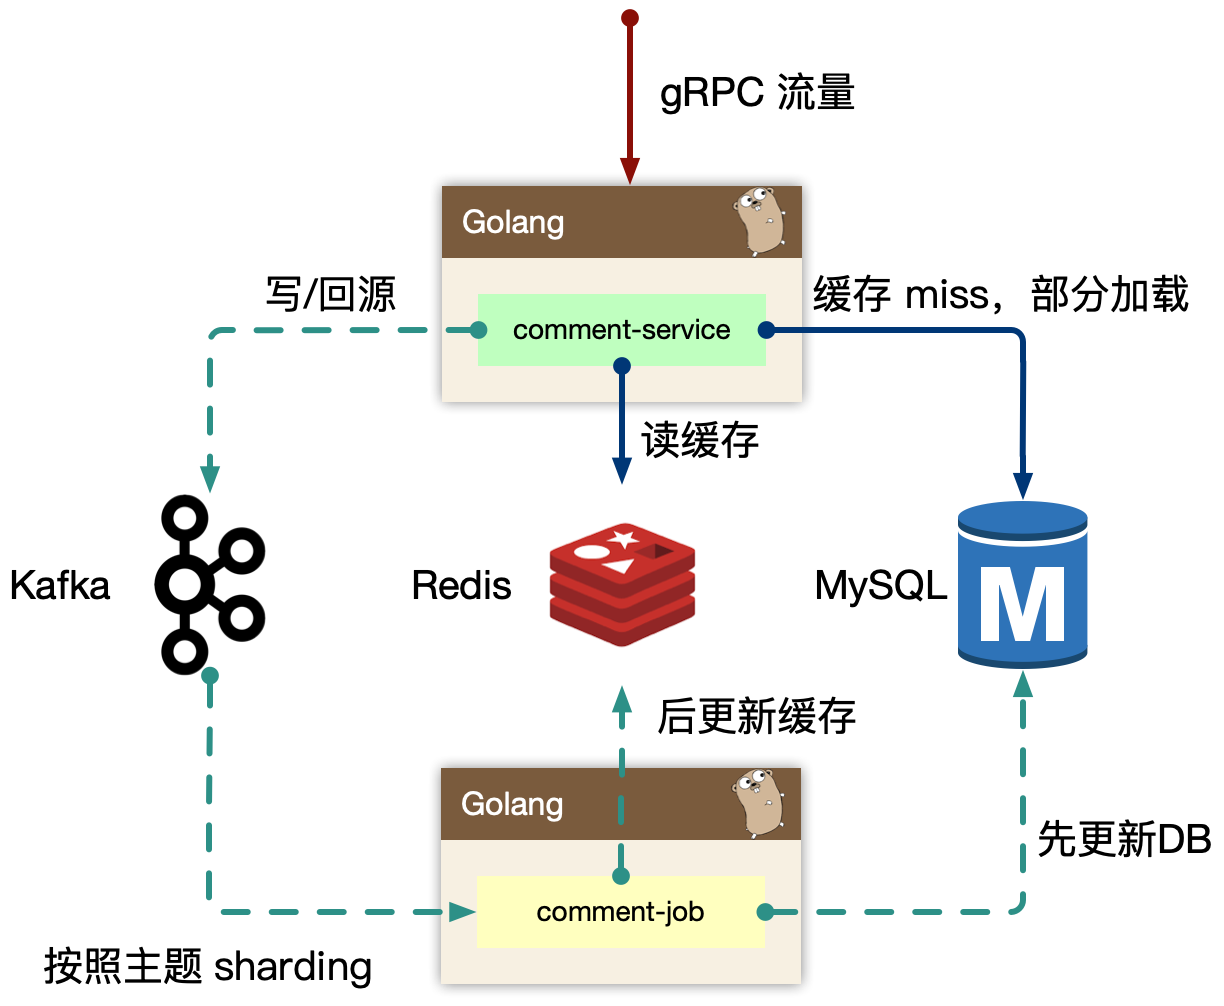 gRPC 流量
Golang
写/回源
comment-service
缓存 miss，部分加载
读缓存
Kafka
Redis
MySQL
M
后更新缓存
Golang
先更新DB
comment-job
按照主题 sharding